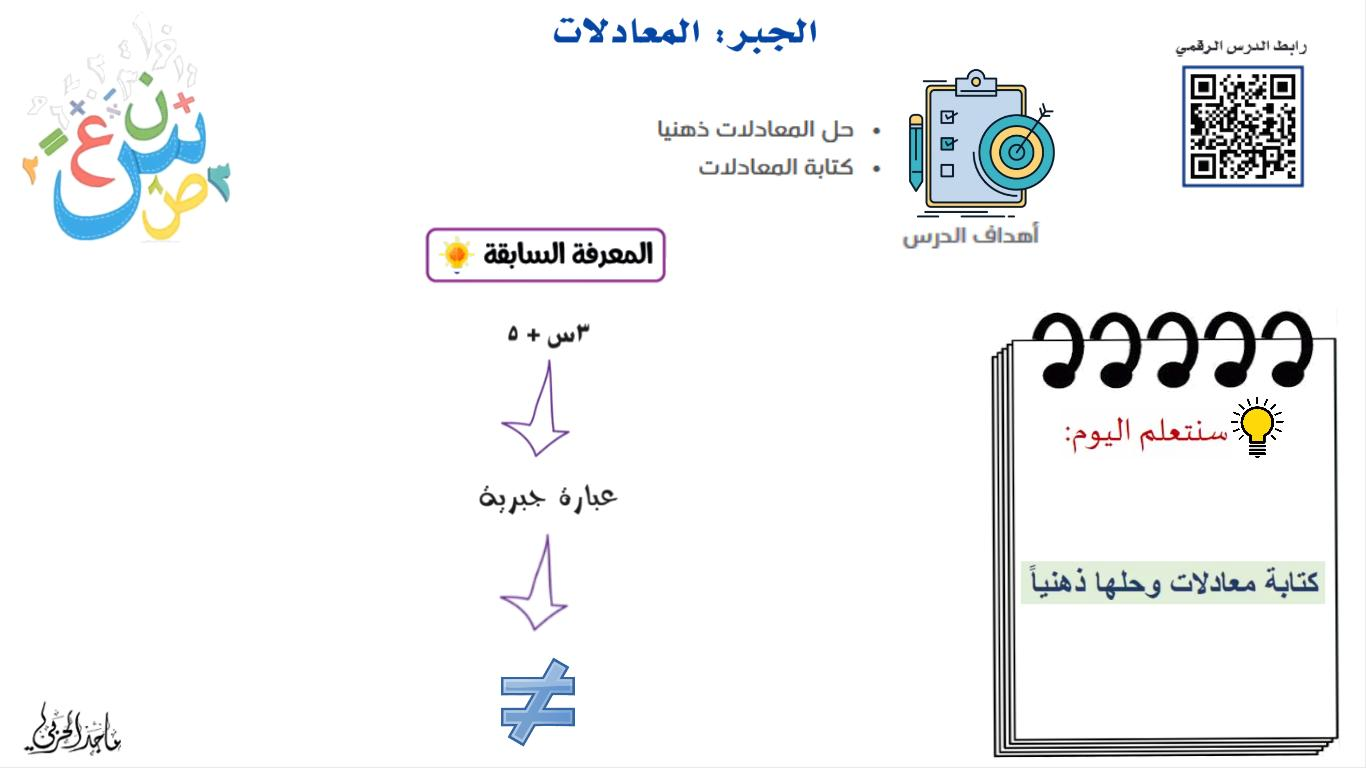 الجبر: المعادلات
رابط الدرس الرقمي
• حل المعادلات ذهنيا
• كتابة المعادلات
أهداف الدرس
المعرفة السابقة
٣س + ٥
عبارة جبرية
≠
سنتعلم اليوم:
كتابة معادلات وحلها ذهنياً
س
ص
ع
ن